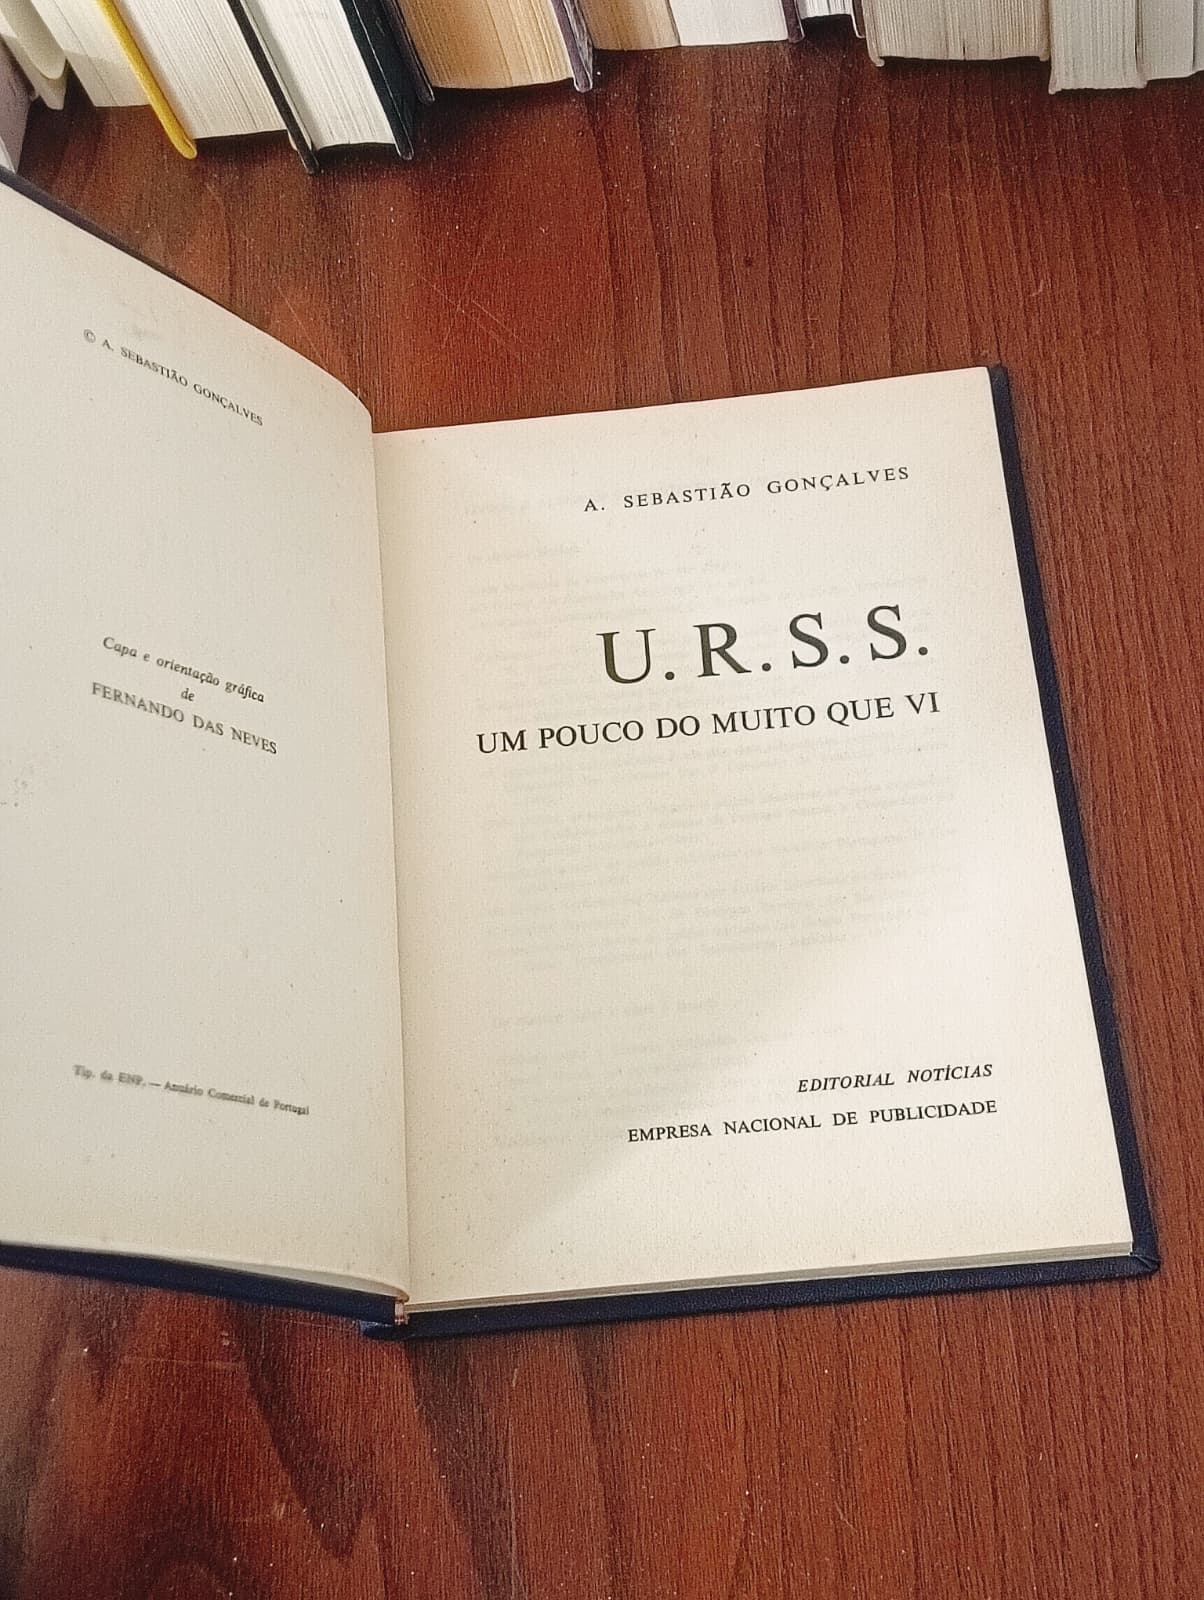 © A. SEBASTIÃO GONÇALVES
Capa e orientação gráfica
de
FERNANDO DAS NEVES
Tip. da ENP. — Anuário Comercial de Portugal
A. SEBASTIÃO GONÇALVES
U.R.S.S.
UM POUCO DO MUITO QUE VI
EDITORIAL NOTÍCIAS
EMPRESA NACIONAL DE PUBLICIDADE